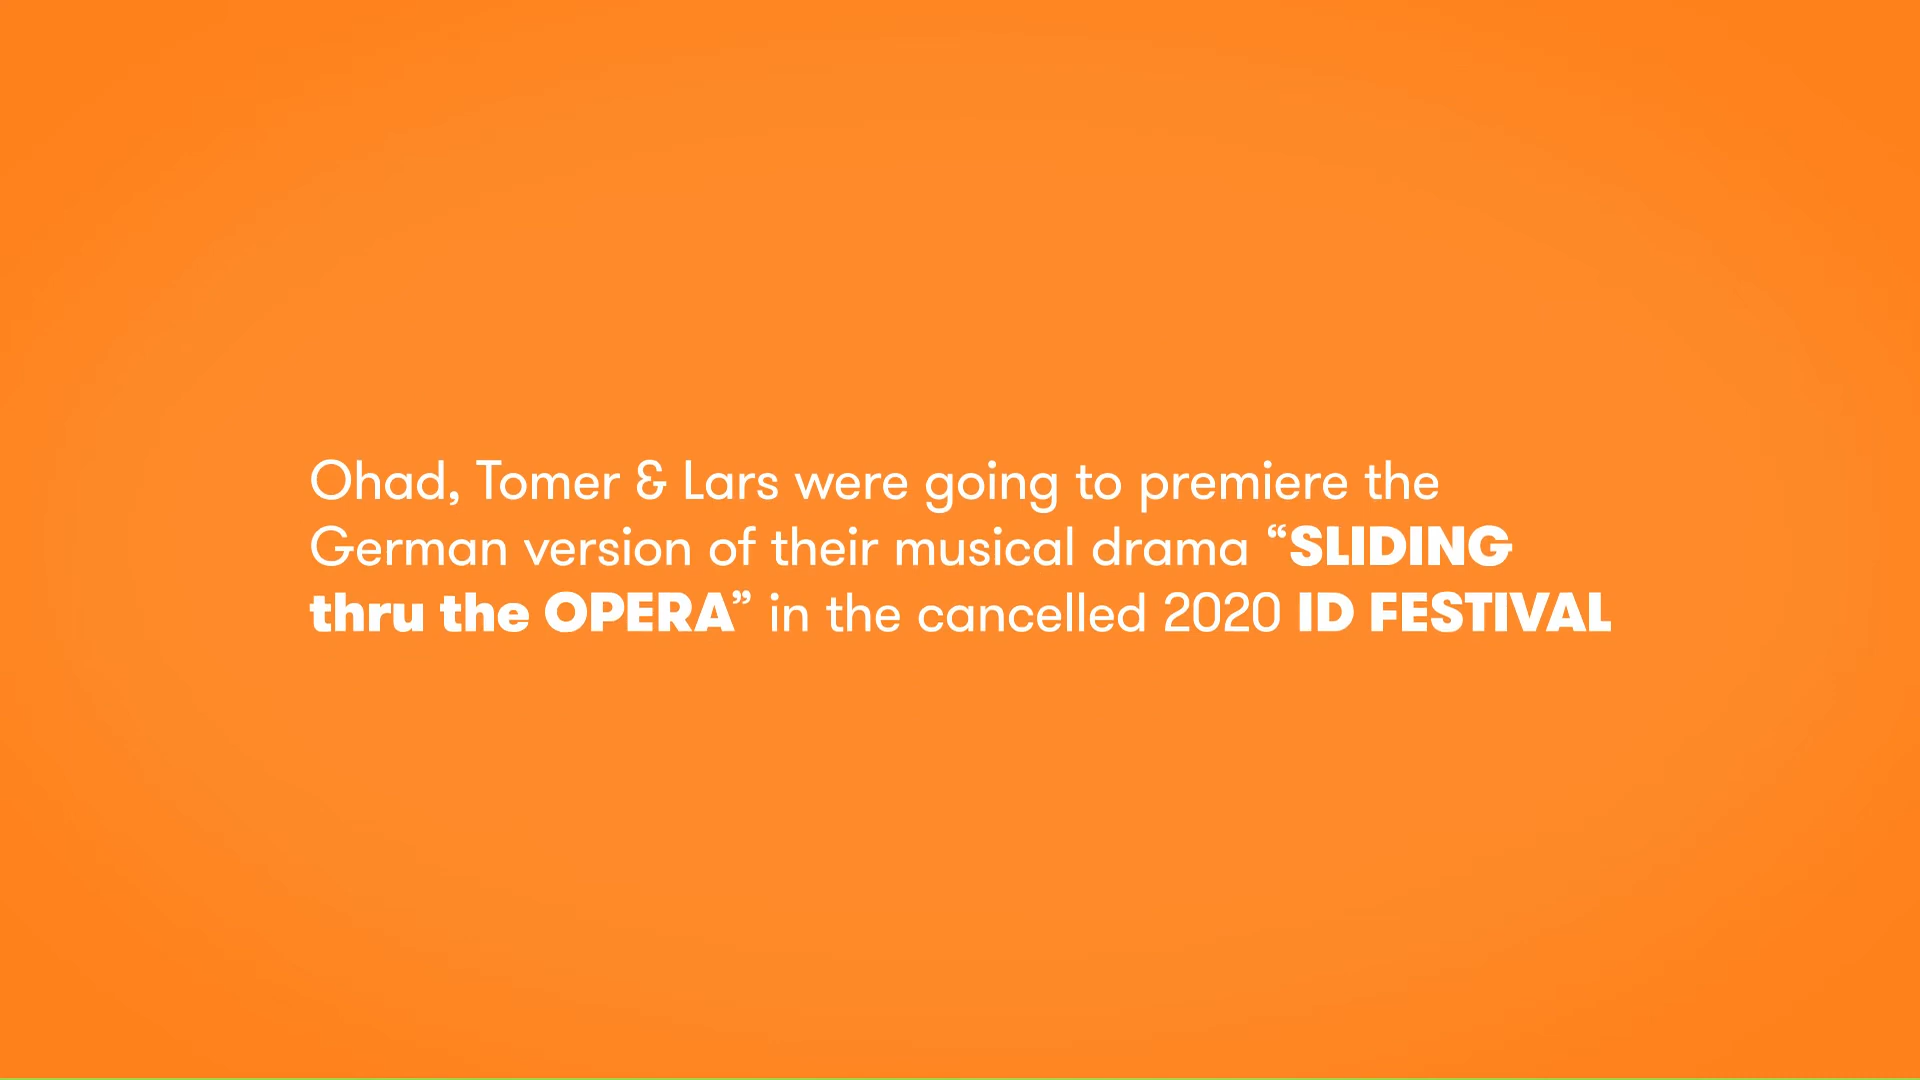 Ohad, Tomer & Lars were going to premiere the
German version of their musical drama “SLIDING
thru the OPERA” in the cancelled 2020 ID FESTIVAL